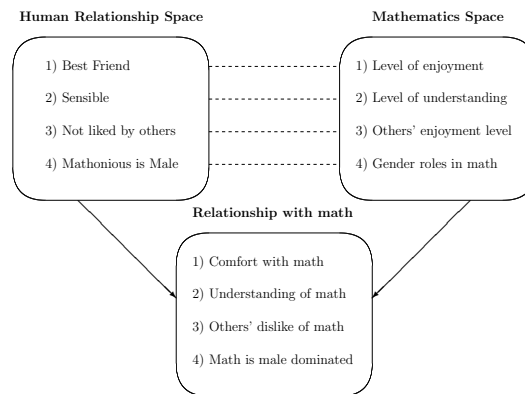 Human Relationship Space
Mathematics Space
1) Best Friend
1) Level of enjoyment
2) Sensible
2) Level of understanding
3) Not liked by others
3) Others' enjoyment level
4) Mathonious is Male
4) Gender roles in math
Relationship with math
1) Comfort with math
2) Understanding of math
3) Others' dislike of math
4) Math is male dominated